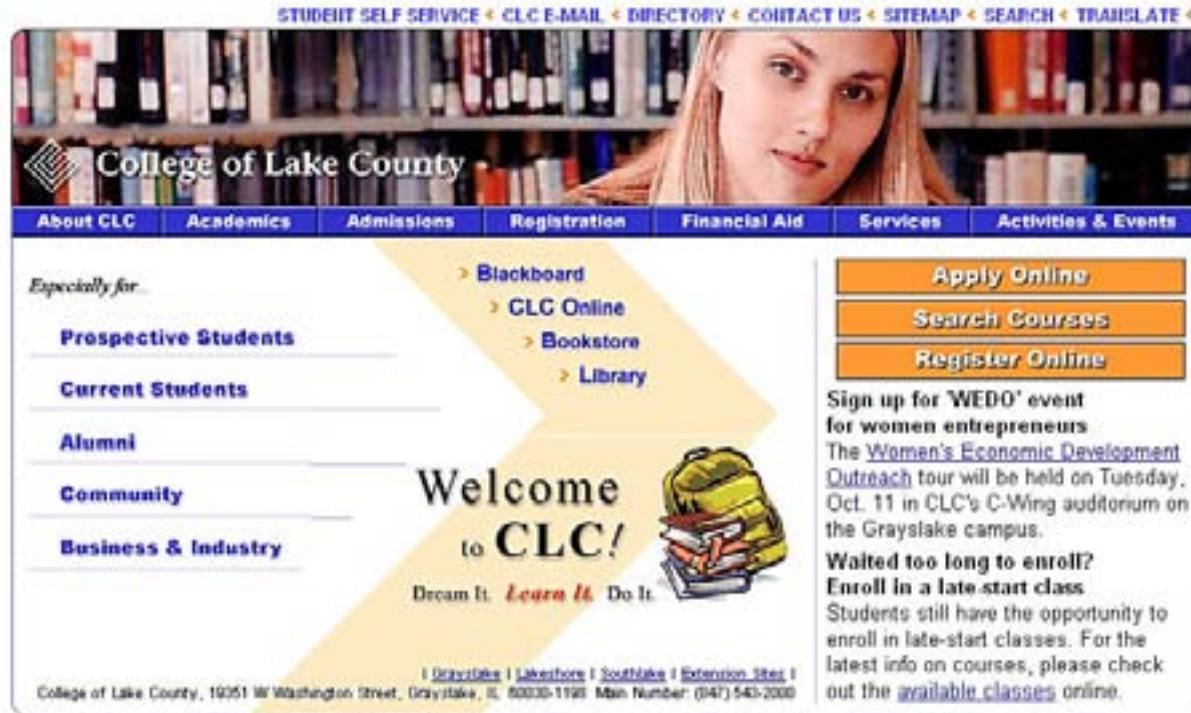 STUDENT SELF SERVICE < CLC E-MAIL < DIRECTORY < CONTACT US < SITEMAP < SEARCH < TRANSLATE <
College of Lake County
About CLC Academics Admissions Registration Financial Aid Services Activities & Events
Especially for...
Prospective Students
Current Students
Alumni
Community
Business & Industry
> Blackboard
> CLC Online
> Bookstore
> Library
Welcome
to CLC!
Dream It. Learn It. Do It.
Apply Online
Search Courses
Register Online
Sign up for 'WEDO' event
for women entrepreneurs
The Women's Economic Development
Outreach tour will be held on Tuesday,
Oct. 11 in CLC's C-Wing auditorium on
the Grayslake campus.
Waited too long to enroll?
Enroll in a late-start class
Students still have the opportunity to
enroll in late-start classes. For the
latest info on courses, please check
out the available classes online.
| Grayslake | Lakeshore | Southlake | Extension Sites |
College of Lake County, 19351 W Washington Street, Grayslake, IL 60030-1198 Main Number: (847) 543-2000